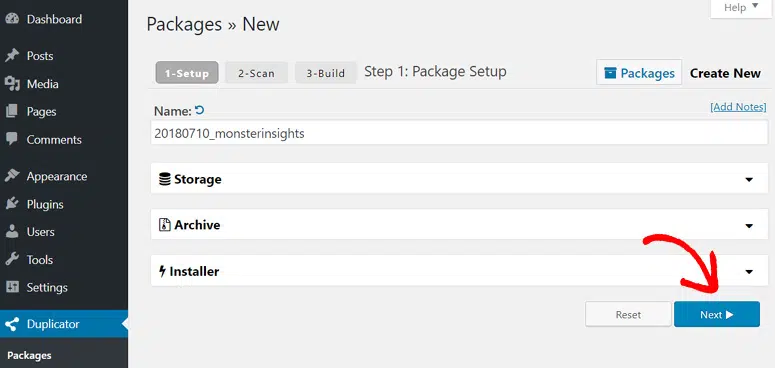 Dashboard
Posts
Media
Pages
Comments
Appearance
Plugins
Users
Tools
Settings
Duplicator
Packages
Help
Packages » New
1-Setup 2-Scan 3-Build Step 1: Package Setup Packages Create New
Name: [Add Notes]
20180710_monsterinsights
Storage
Archive
Installer
Reset Next